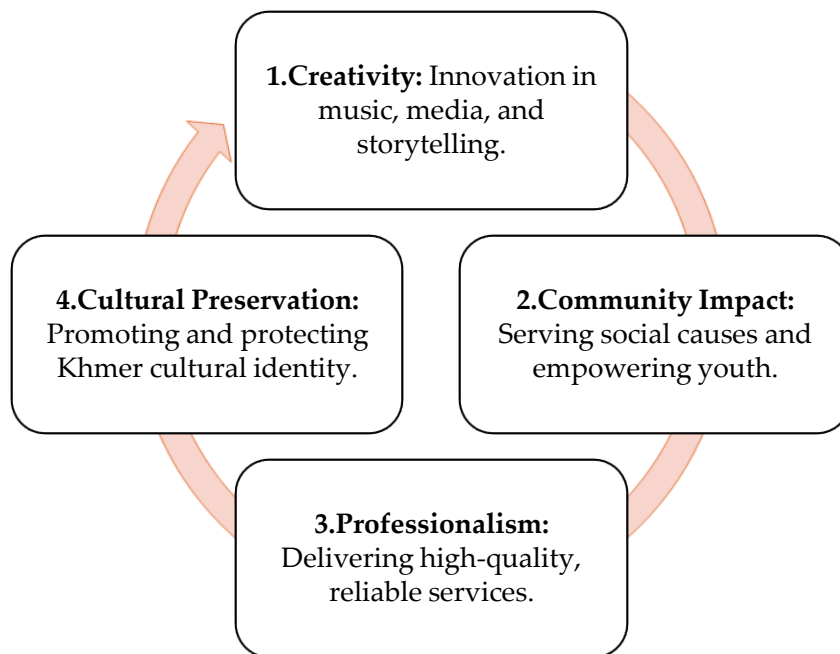 1.Creativity: Innovation in
music, media, and
storytelling.
2.Community Impact:
Serving social causes and
empowering youth.
3.Professionalism:
Delivering high-quality,
reliable services.
4.Cultural Preservation:
Promoting and protecting
Khmer cultural identity.